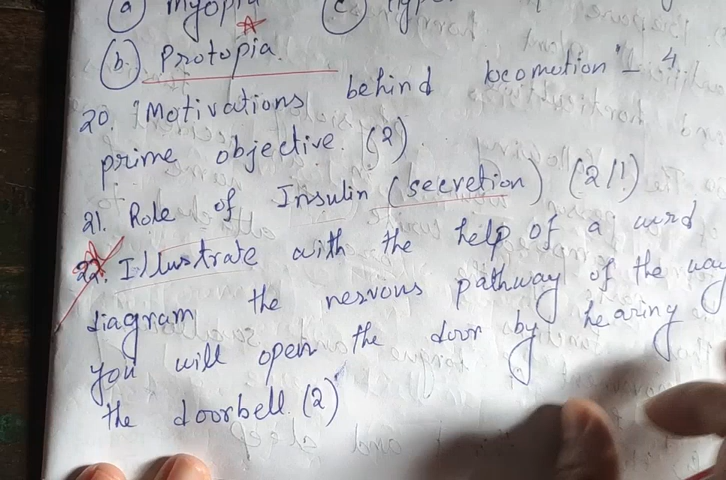 (a) Myopia (c)
(b) Protopia.
20. Motivations behind locomotion - 4
prime objective. (2)
21. Role of Insulin (secretion) (2/1)
22. Illustrate with the help of a word
diagram the nervous pathway of the way
you will open the door by hearing
the doorbell. (2)